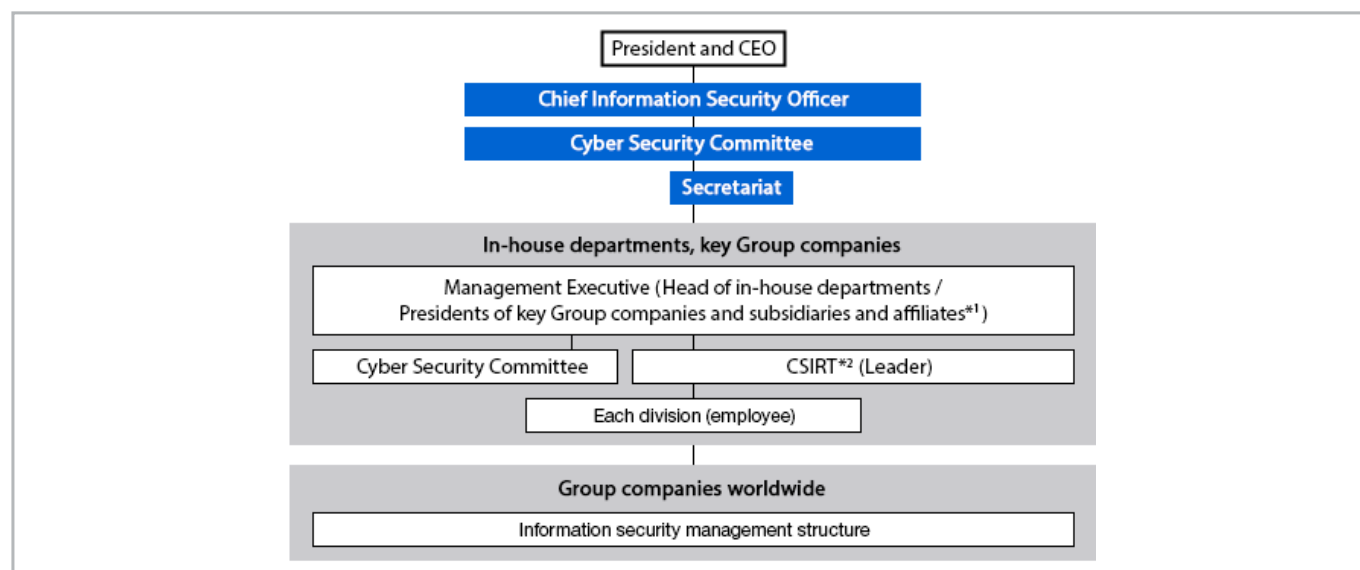 President and CEO
Chief Information Security Officer
Cyber Security Committee
Secretariat
In-house departments, key Group companies
Management Executive (Head of in-house departments /
Presidents of key Group companies and subsidiaries and affiliates*¹)
Cyber Security Committee
CSIRT*² (Leader)
Each division (employee)
Group companies worldwide
Information security management structure